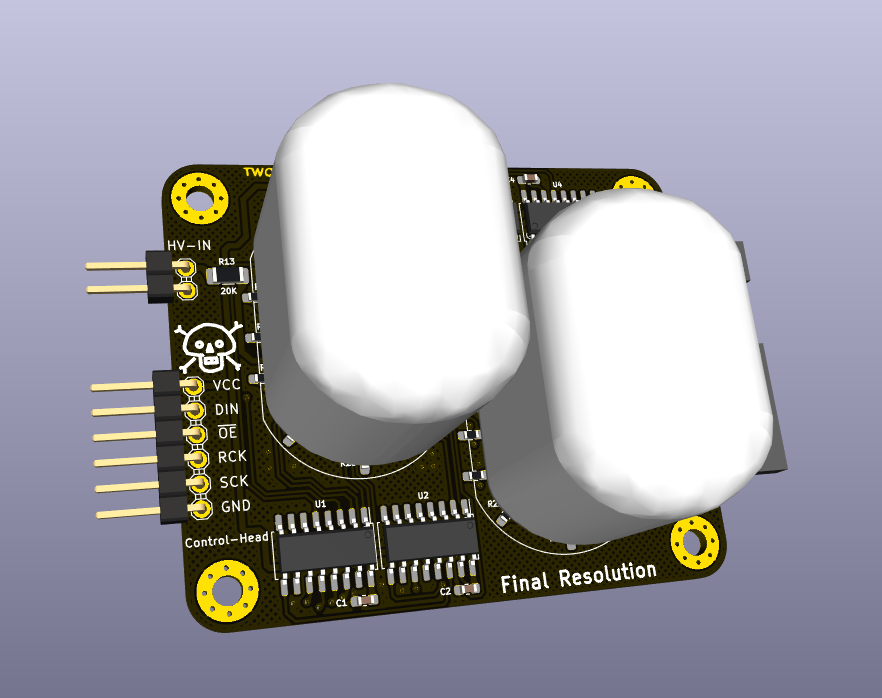 TWO
U4
HV-IN
R13
20K
VCC
DIN
OE
RCK
SCK
GND
U1
U2
Control-Head
Final Resolution
C1
C2